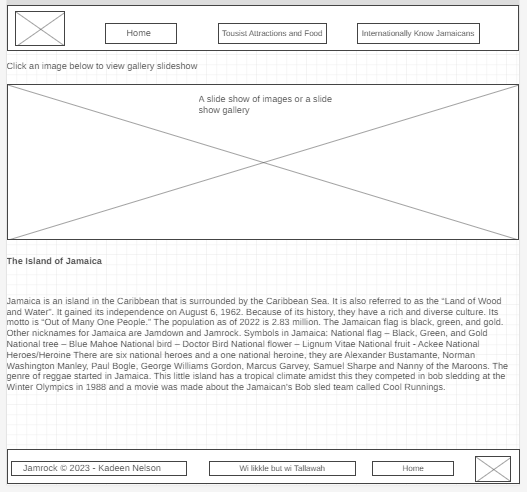 Home
Tousist Attractions and Food
Internationally Know Jamaicans
Click an image below to view gallery slideshow
A slide show of images or a slide
show gallery
The Island of Jamaica
Jamaica is an island in the Caribbean that is surrounded by the Caribbean Sea. It is also referred to as the “Land of Wood
and Water”. It gained its independence on August 6, 1962. Because of its history, they have a rich and diverse culture. Its
motto is “Out of Many One People.” The population as of 2022 is 2.83 million. The Jamaican flag is black, green, and gold.
Other nicknames for Jamaica are Jamdown and Jamrock. Symbols in Jamaica: National flag – Black, Green, and Gold
National tree – Blue Mahoe National bird – Doctor Bird National flower – Lignum Vitae National fruit - Ackee National
Heroes/Heroine There are six national heroes and a one national heroine, they are Alexander Bustamante, Norman
Washington Manley, Paul Bogle, George Williams Gordon, Marcus Garvey, Samuel Sharpe and Nanny of the Maroons. The
genre of reggae started in Jamaica. This little island has a tropical climate amidst this they competed in bob sledding at the
Winter Olympics in 1988 and a movie was made about the Jamaican's Bob sled team called Cool Runnings.
Jamrock © 2023 - Kadeen Nelson
Wi likkle but wi Tallawah
Home